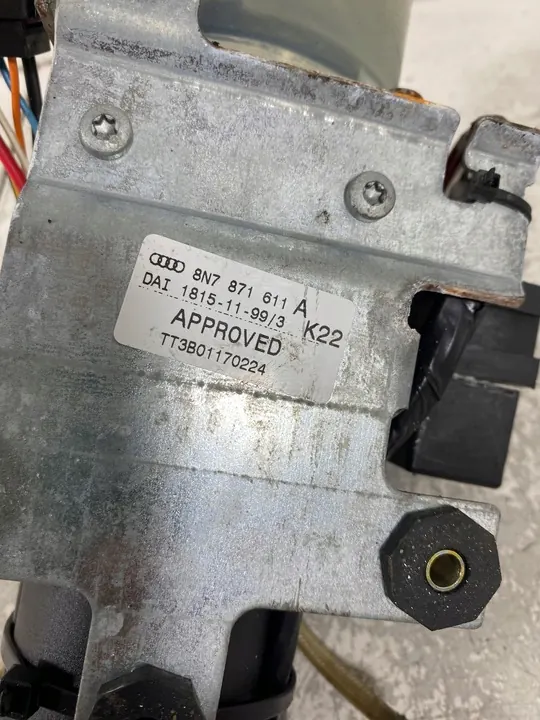 8N7 871 611 A
DAI 1815-11-99/3 K22
APPROVED
TT3B01170224